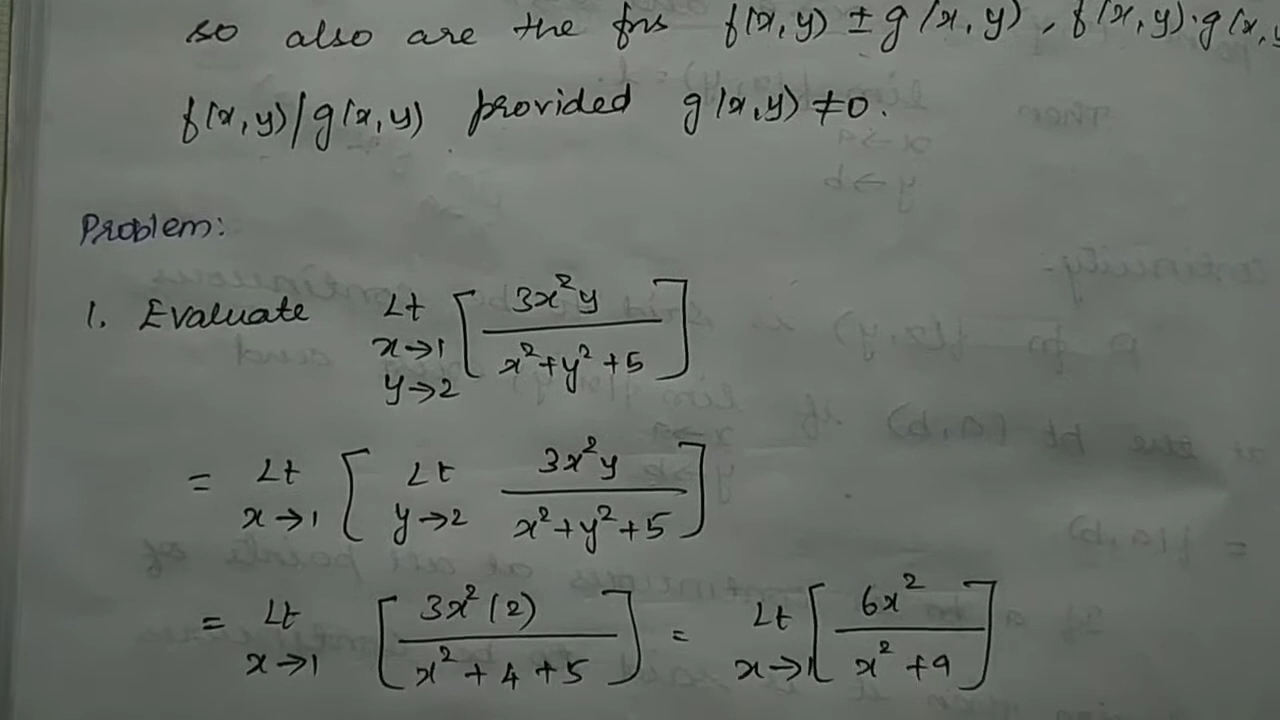 so also are the fns f(x,y) ± g(x,y), f(x,y)·g(x,y
f(x,y)/g(x,y) provided g(x,y) ≠ 0.
Problem:
1. Evaluate Lt x→1 y→2 [3x²y / x²+y²+5]
= Lt x→1 [ Lt y→2 3x²y / x²+y²+5 ]
= Lt x→1 [ 3x²(2) / x²+4+5 ] = Lt x→1 [ 6x² / x²+9 ]